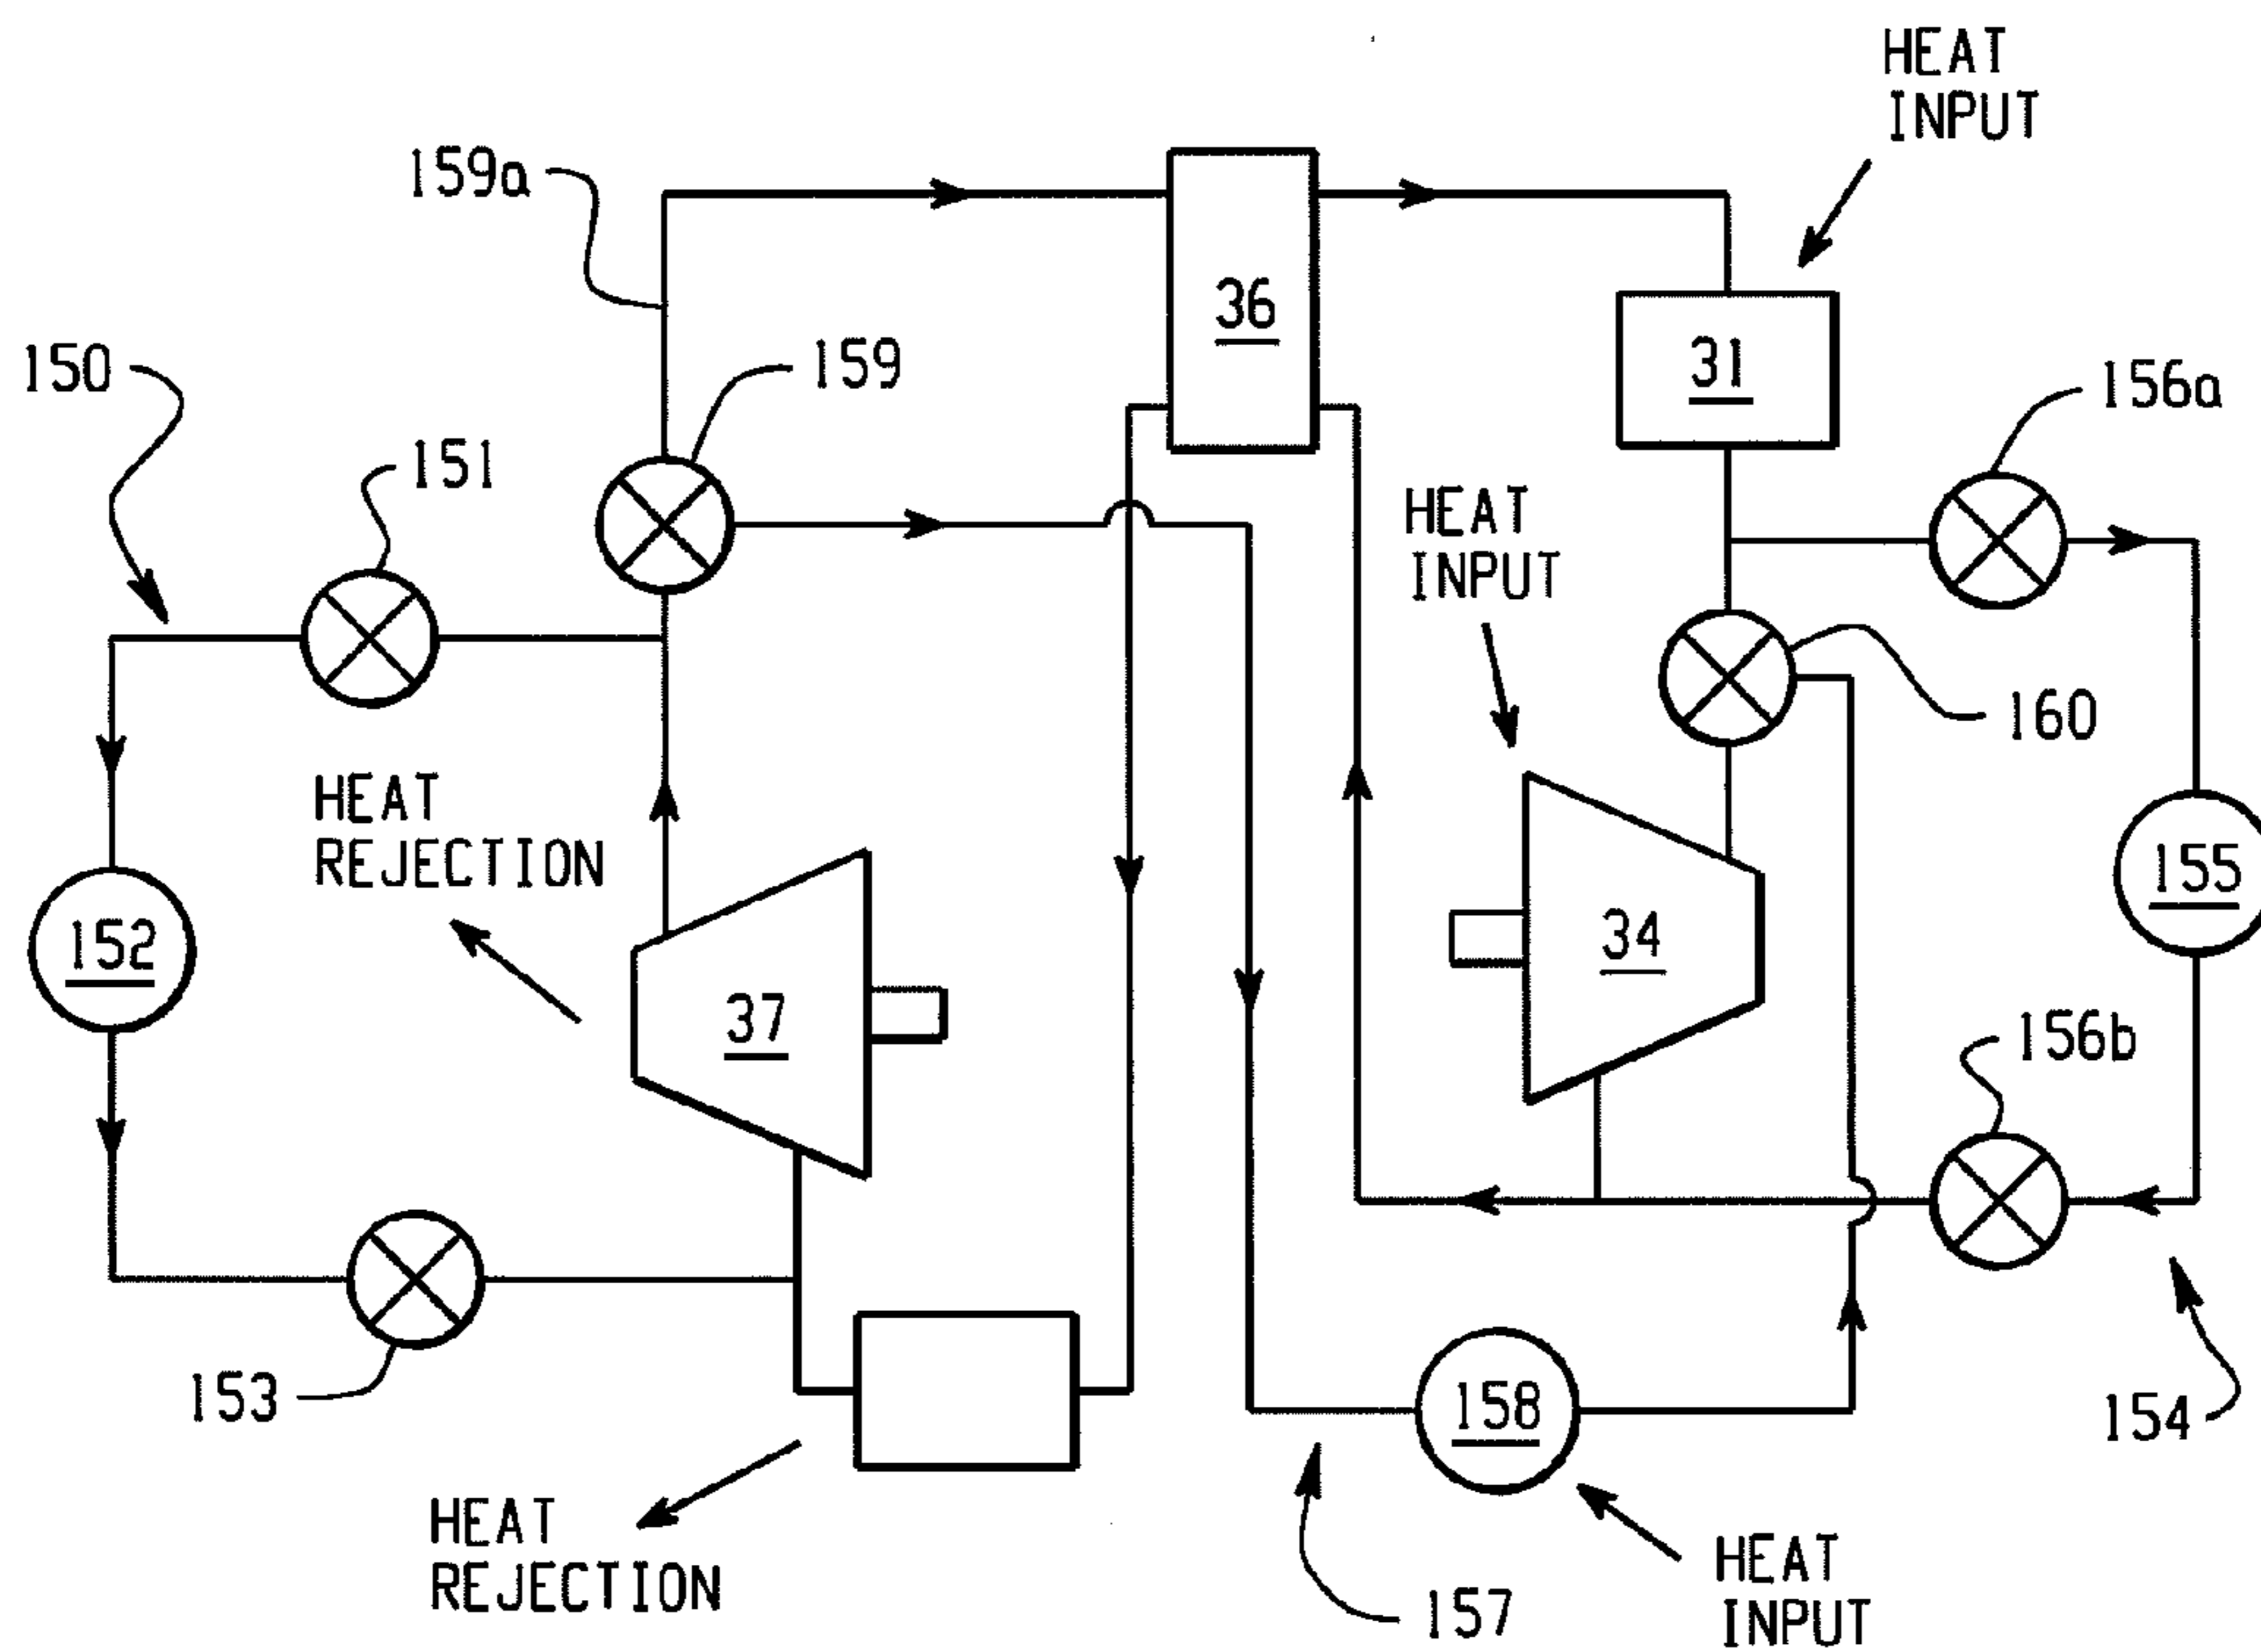 HEAT
INPUT
159a
36
31
150
159
156a
151
HEAT
INPUT
160
HEAT
REJECTION
155
152
34
37
156b
153
158
154
HEAT
REJECTION
157
HEAT
INPUT